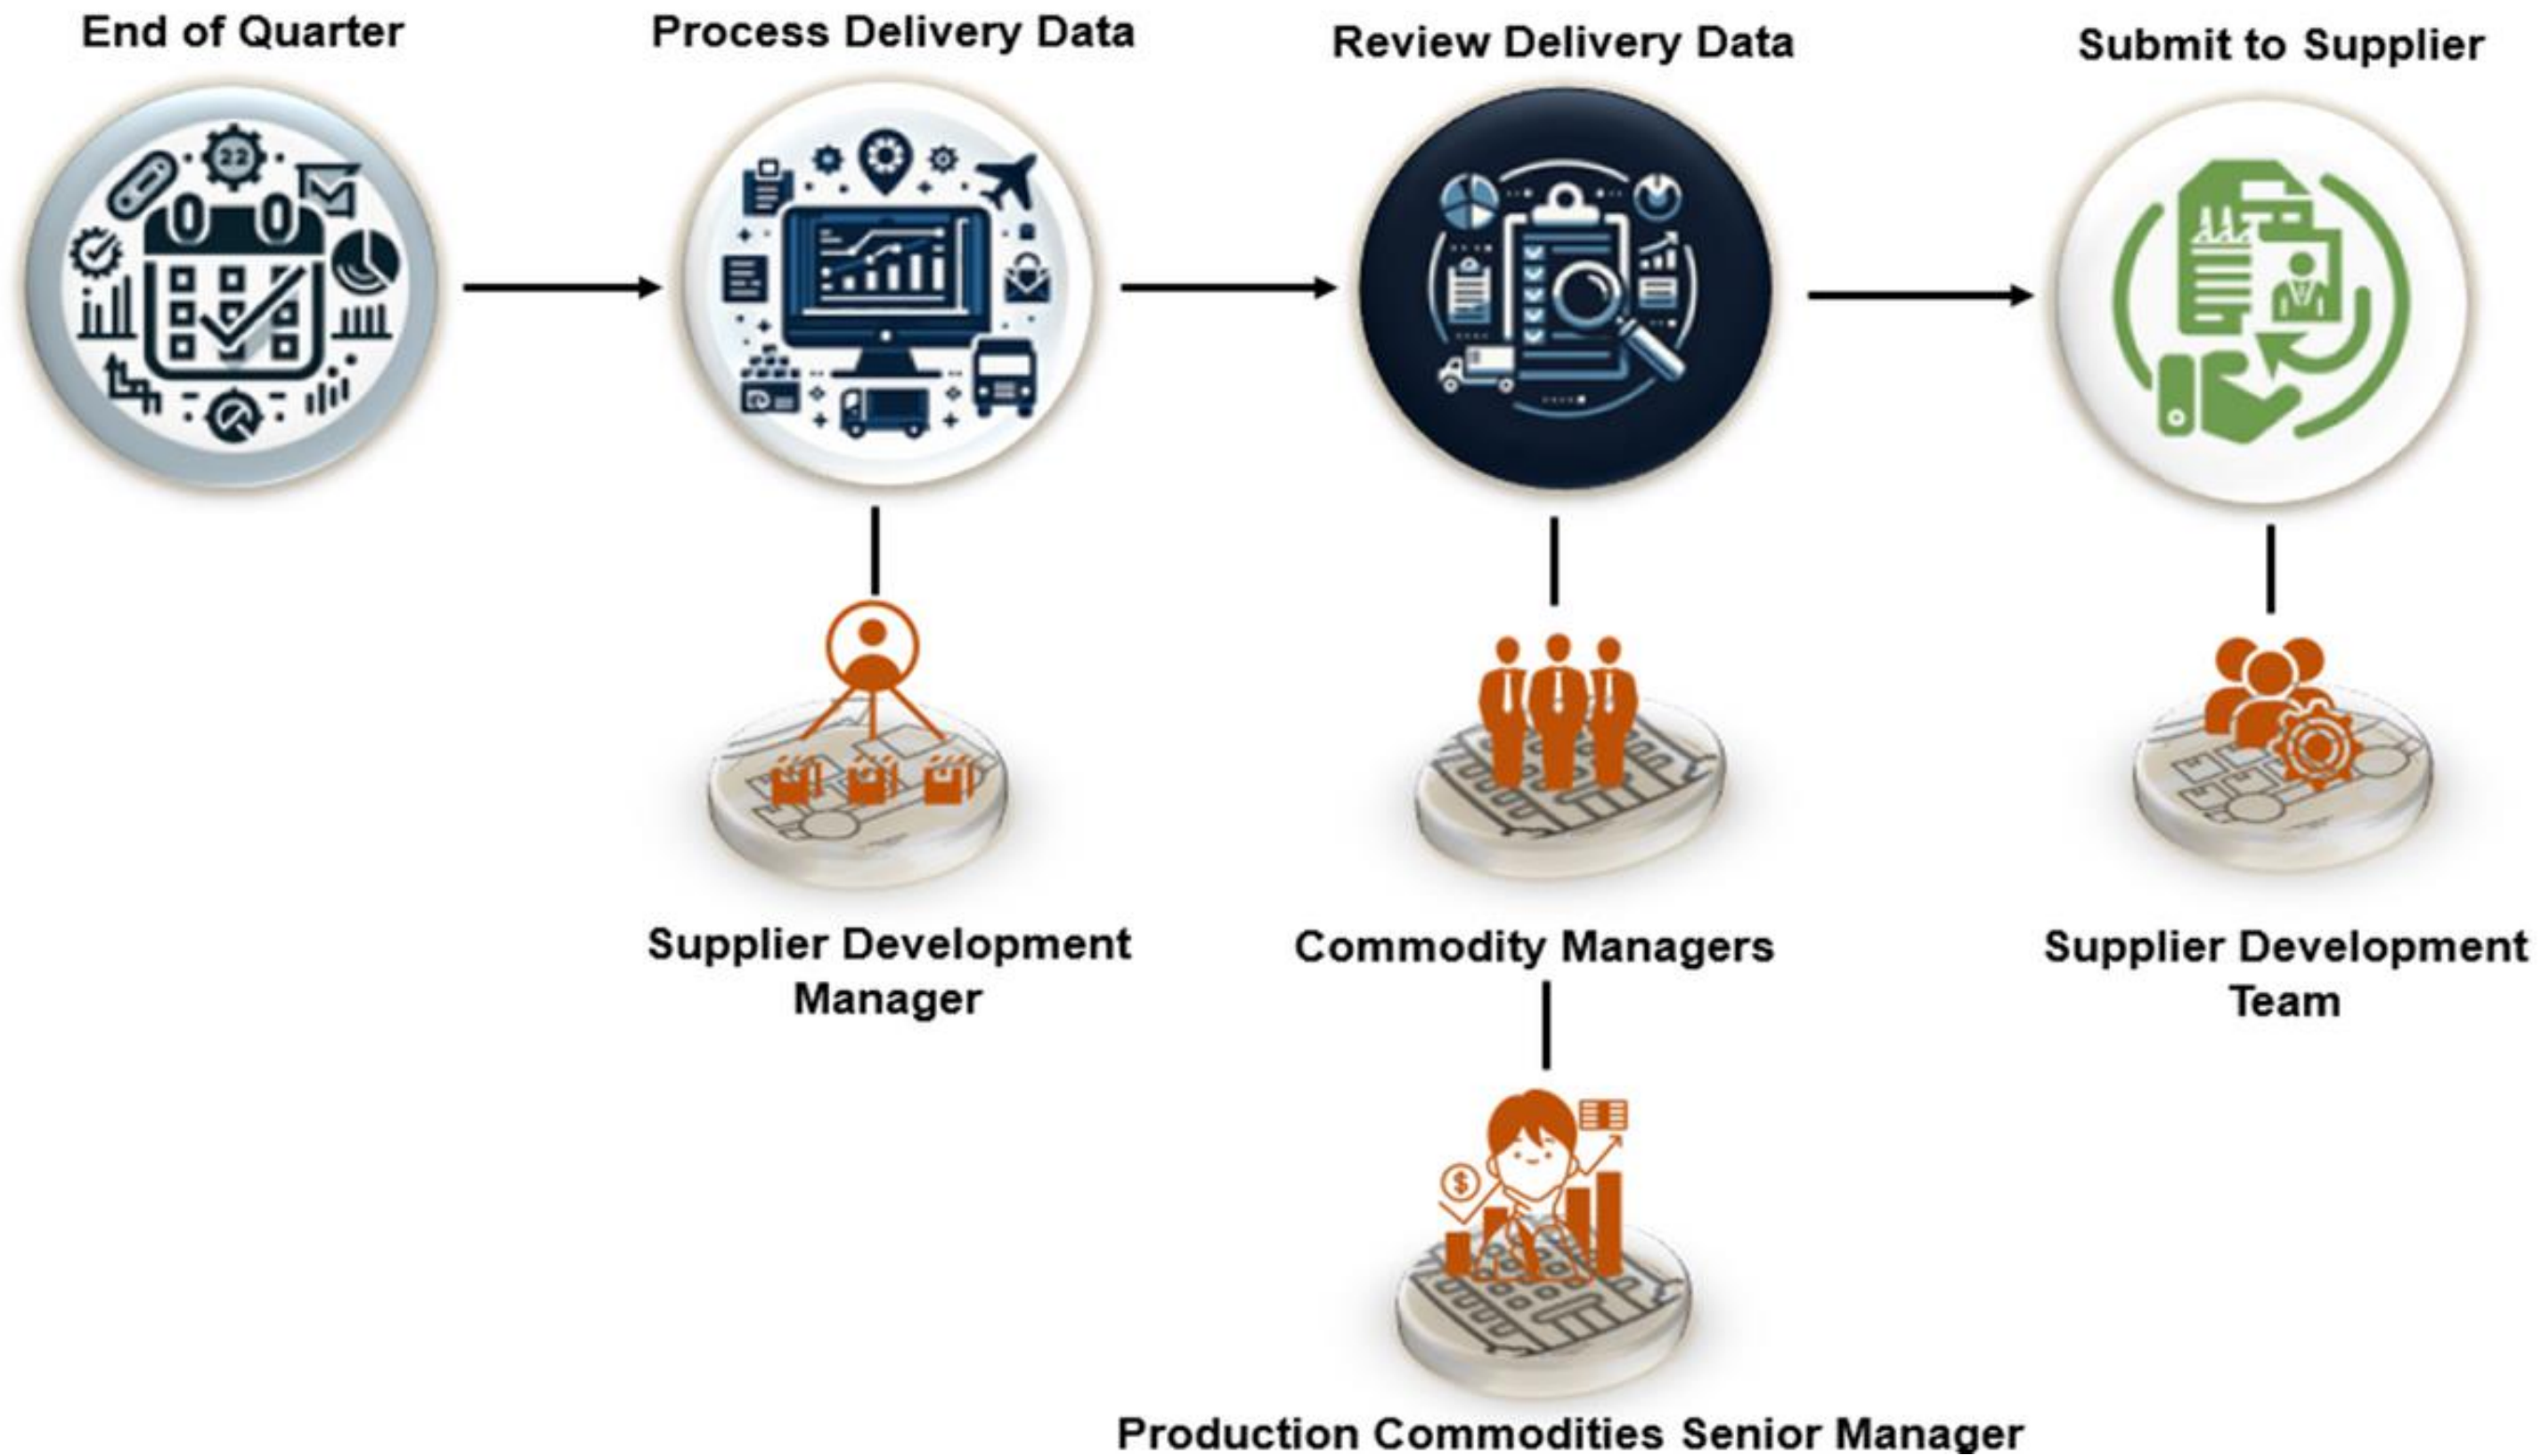 End of Quarter
Process Delivery Data
Review Delivery Data
Submit to Supplier
22
Supplier Development
Manager
Commodity Managers
Supplier Development
Team
$
Production Commodities Senior Manager